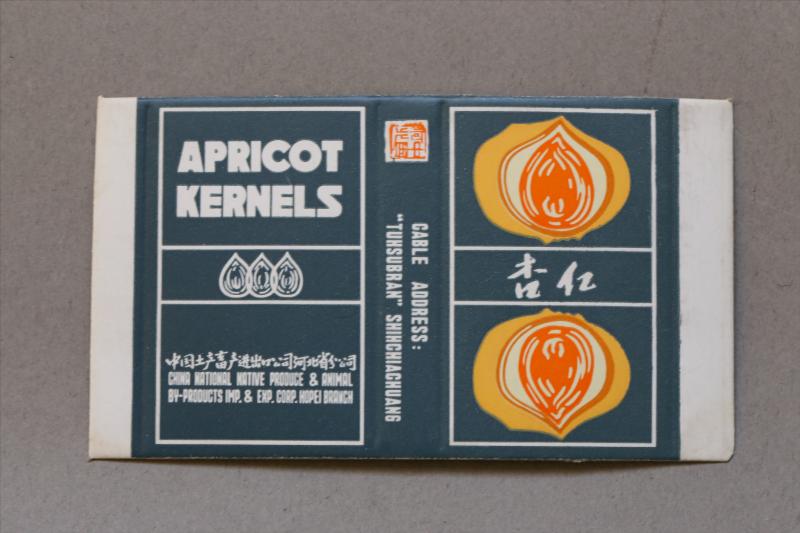 APRICOT
KERNELS
中国土产畜产进出口公司河北省分公司
CHINA NATIONAL NATIVE PRODUCE & ANIMAL
BY-PRODUCTS IMP. & EXP. CORP. HOPEI BRANCH
CABLE ADDRESS:
"TUHSUBRAN" SHIHCHIACHUANG
杏仁